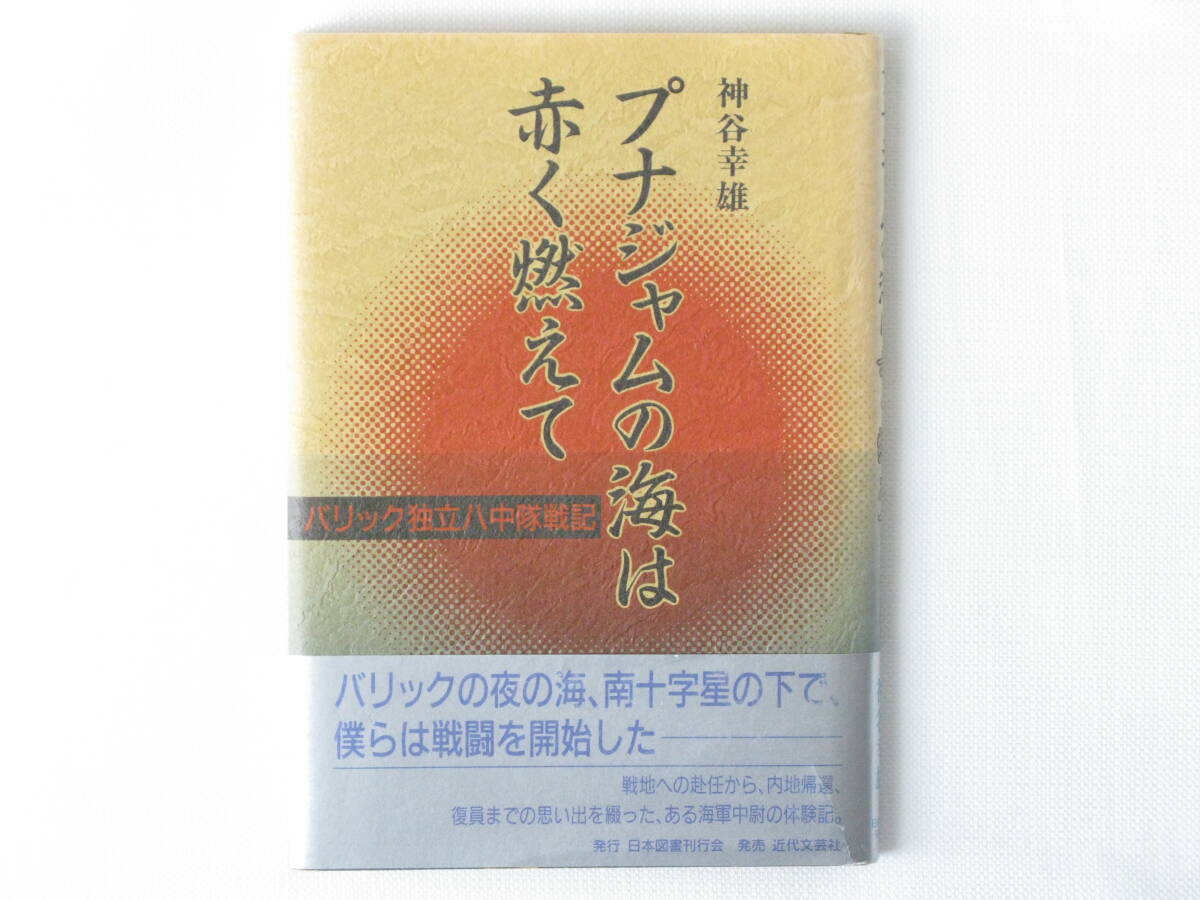 神谷幸雄
プナジャムの海は
赤く燃えて
バリック独立八中隊戦記
バリックの夜の海、南十字星の下で、
僕らは戦闘を開始した――
戦地への赴任から、内地帰還、
復員までの思い出を綴った、ある海軍中尉の体験記。
発行 日本図書刊行会 発売 近代文芸社